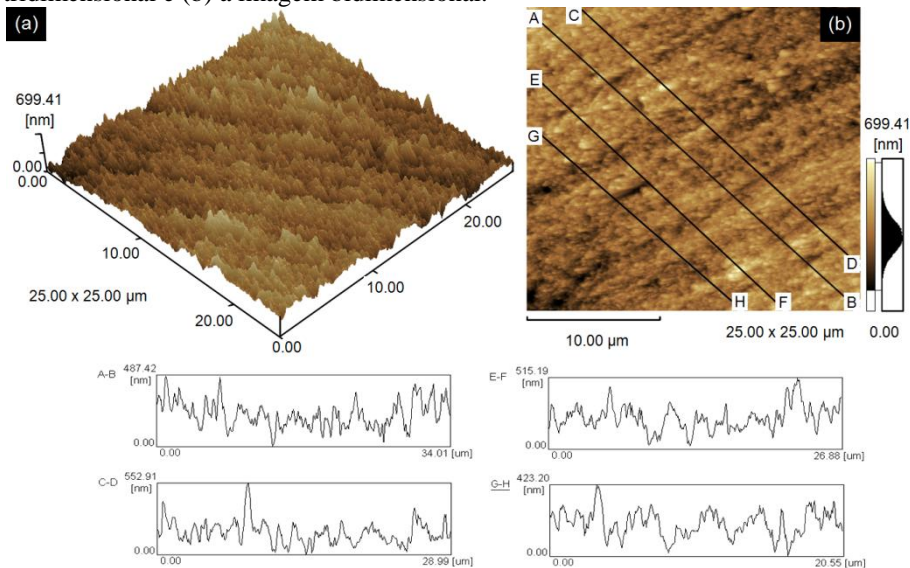 tridimensional e (b) a imagem bidimensional.
(a)
699.41
[nm]
0.00
0.00
10.00
20.00
25.00 x 25.00 µm
0.00
10.00
20.00
(b)
A
C
E
G
D
B
F
H
10.00 µm
25.00 x 25.00 µm
699.41
[nm]
0.00
A-B
487.42
[nm]
0.00
0.00
34.01 [um]
E-F
515.19
[nm]
0.00
0.00
26.88 [um]
C-D
552.91
[nm]
0.00
0.00
28.99 [um]
G-H
423.20
[nm]
0.00
0.00
20.55 [um]